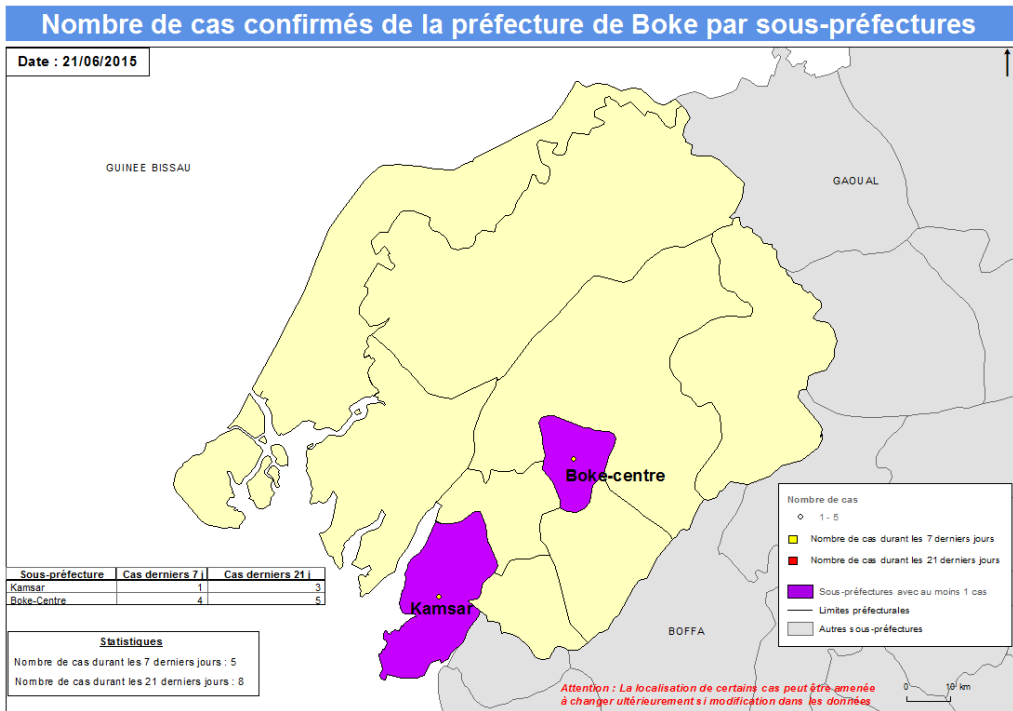 Nombre de cas confirmés de la préfecture de Boke par sous-préfectures
Date : 21/06/2015
GUINEE BISSAU
GAOUAL
Boke-centre
Kamsar
BOFFA
Sous-préfecture Cas derniers 7 j Cas derniers 21 j
Kamsar 1 3
Boke-Centre 4 5
Statistiques
Nombre de cas durant les 7 derniers jours : 5
Nombre de cas durant les 21 derniers jours : 8
Nombre de cas
1 - 5
Nombre de cas durant les 7 derniers jours
Nombre de cas durant les 21 derniers jours
Sous-préfectures avec au moins 1 cas
Limites préfecturales
Autres sous-préfectures
Attention : La localisation de certains cas peut être amenée
à changer ultérieurement si modification dans les données
0 10 km